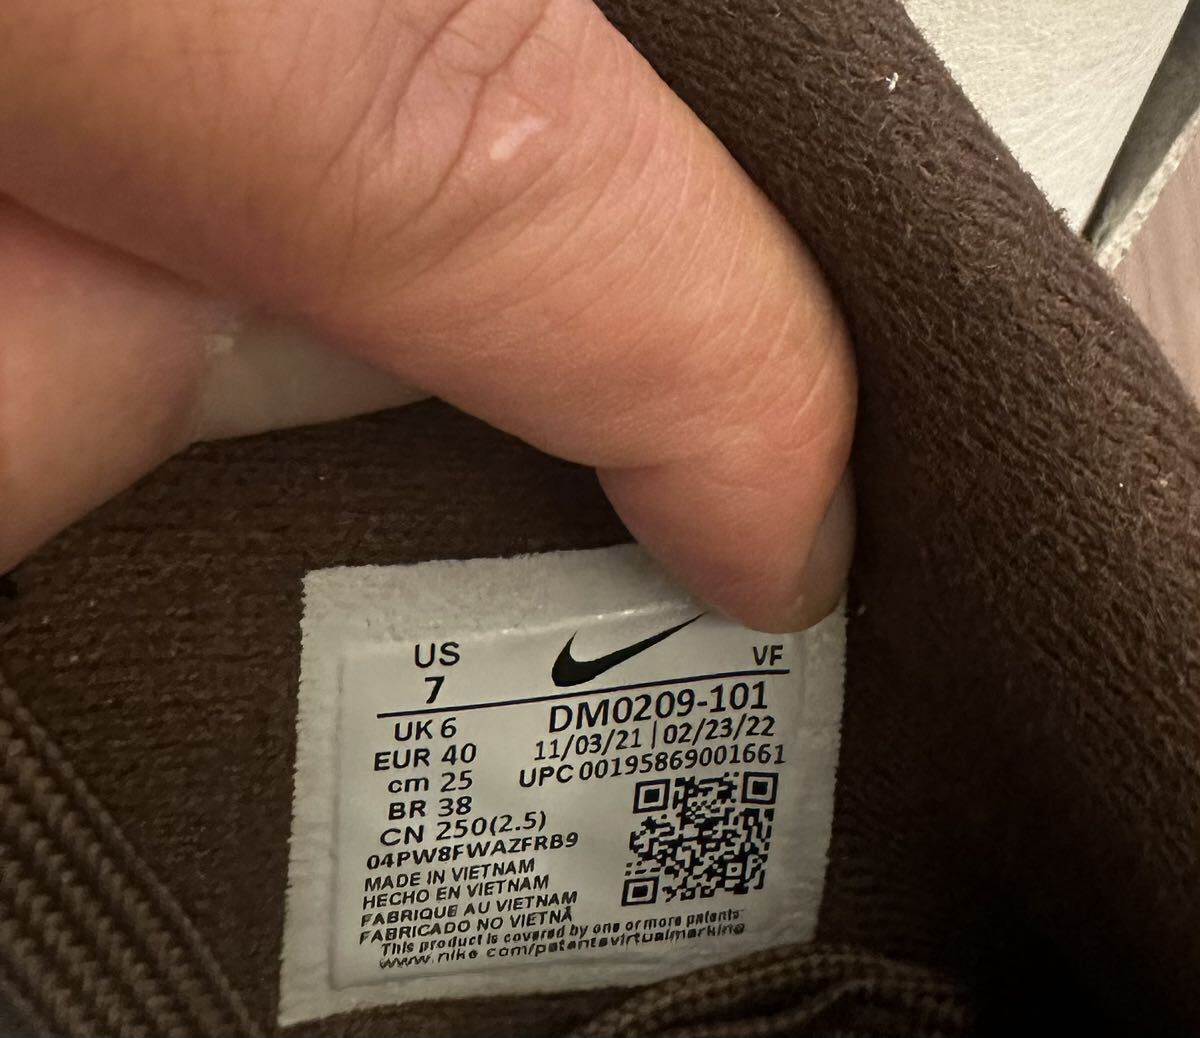 US
7
VF
UK 6
EUR 40
cm 25
BR 38
CN 250(2.5)
DM0209-101
11/03/21 | 02/23/22
UPC 00195869001661
04PW8FWAZFRB9
MADE IN VIETNAM
HECHO EN VIETNAM
FABRIQUE AU VIETNAM
FABRICADO NO VIETNÃ
This product is covered by one or more patents:
www.nike.com/patentsvirtualmarking